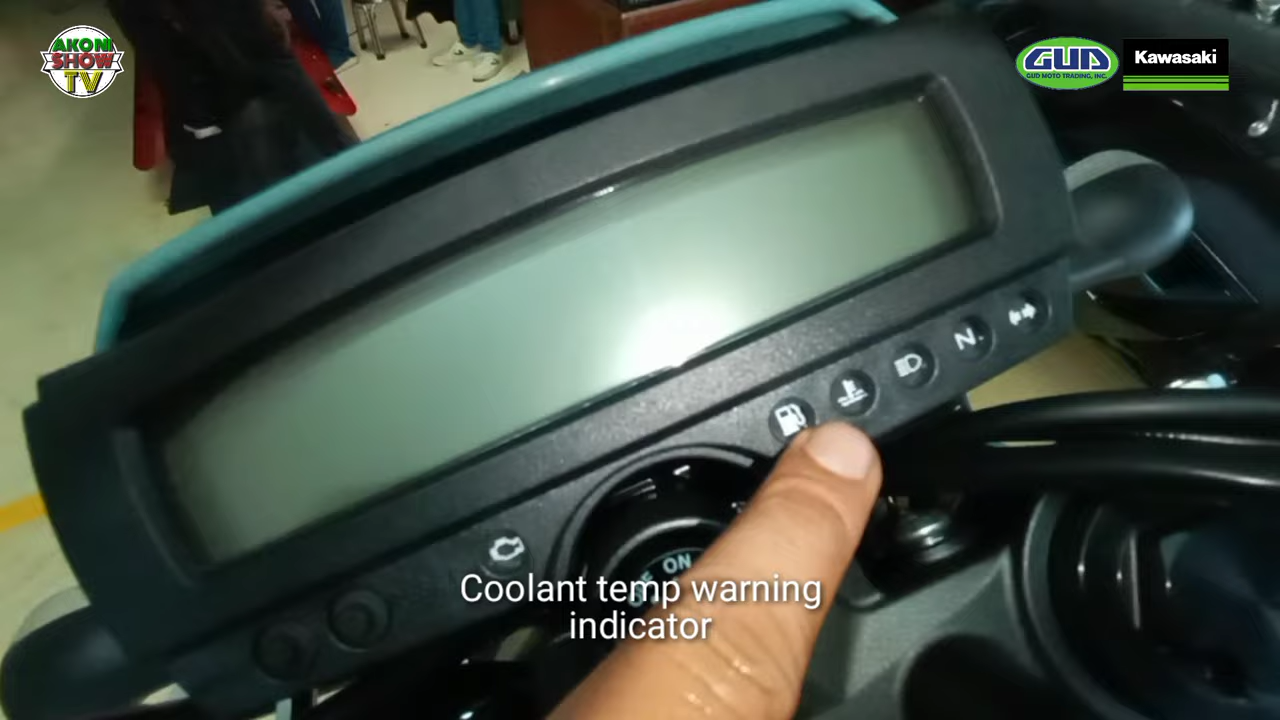 AKONI
SHOW
TV
GUD
GUD MOTO TRADING, INC.
Kawasaki
N
ON
Coolant temp warning
indicator